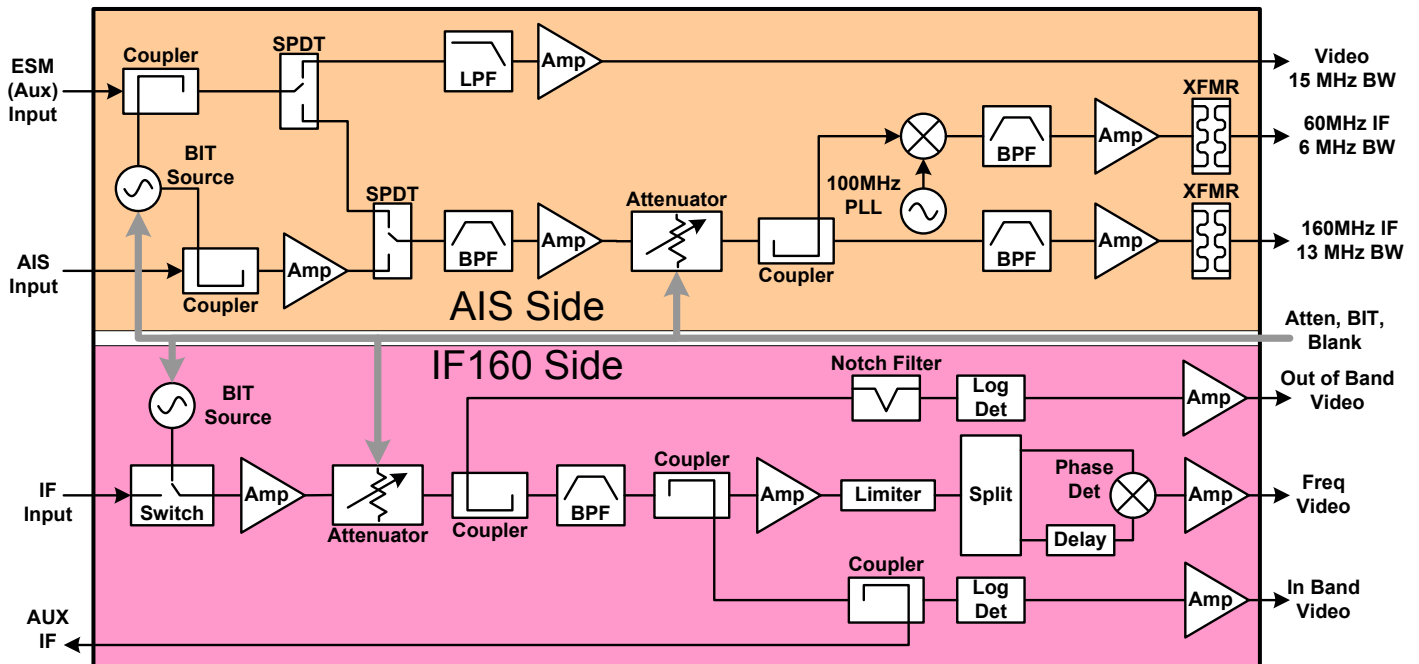 ESM
(Aux)
Input
Coupler
SPDT
LPF
Amp
Video
15 MHz BW
BIT
Source
SPDT
BPF
Amp
XFMR
60MHz IF
6 MHz BW
100MHz
PLL
AIS
Input
Coupler
Amp
BPF
Amp
Attenuator
Coupler
BPF
Amp
XFMR
160MHz IF
13 MHz BW
AIS Side
Atten, BIT,
Blank
IF160 Side
BIT
Source
Notch Filter
Log
Det
Amp
Out of Band
Video
IF
Input
Switch
Amp
Attenuator
Coupler
BPF
Coupler
Amp
Limiter
Split
Phase
Det
Delay
Amp
Freq
Video
Coupler
Log
Det
Amp
In Band
Video
AUX
IF